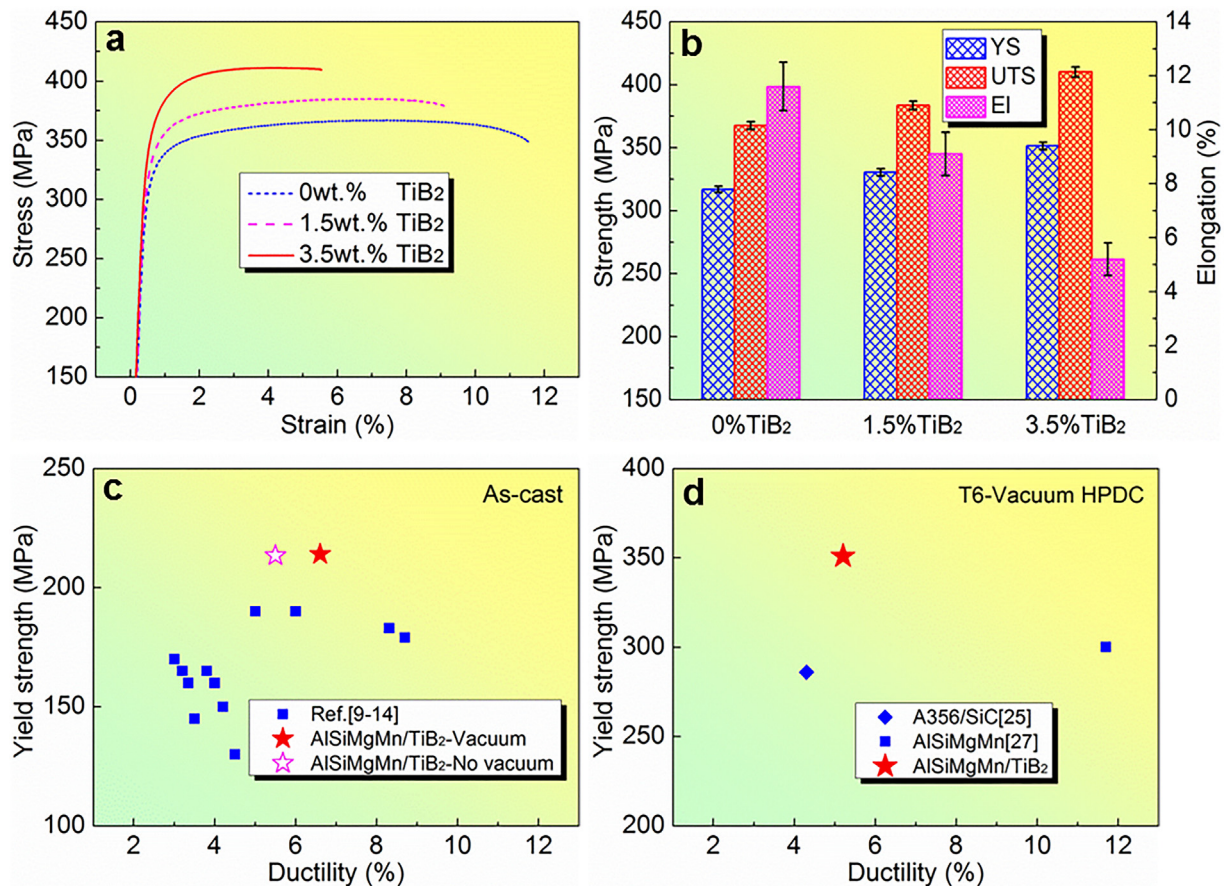 a
450
400
350
300
250
200
150
0 2 4 6 8 10 12
Stress (MPa)
Strain (%)
0wt.% TiB₂
1.5wt.% TiB₂
3.5wt.% TiB₂
b
450
400
350
300
250
200
150
Strength (MPa)
YS
UTS
EI
14
12
10
8
6
4
2
0
Elongation (%)
0%TiB₂ 1.5%TiB₂ 3.5%TiB₂
c
As-cast
250
200
150
100
Yield strength (MPa)
Ref.[9-14]
AlSiMgMn/TiB₂-Vacuum
AlSiMgMn/TiB₂-No vacuum
2 4 6 8 10 12
Ductility (%)
d
T6-Vacuum HPDC
400
350
300
250
200
Yield strength (MPa)
A356/SiC[25]
AlSiMgMn[27]
AlSiMgMn/TiB₂
2 4 6 8 10 12
Ductility (%)